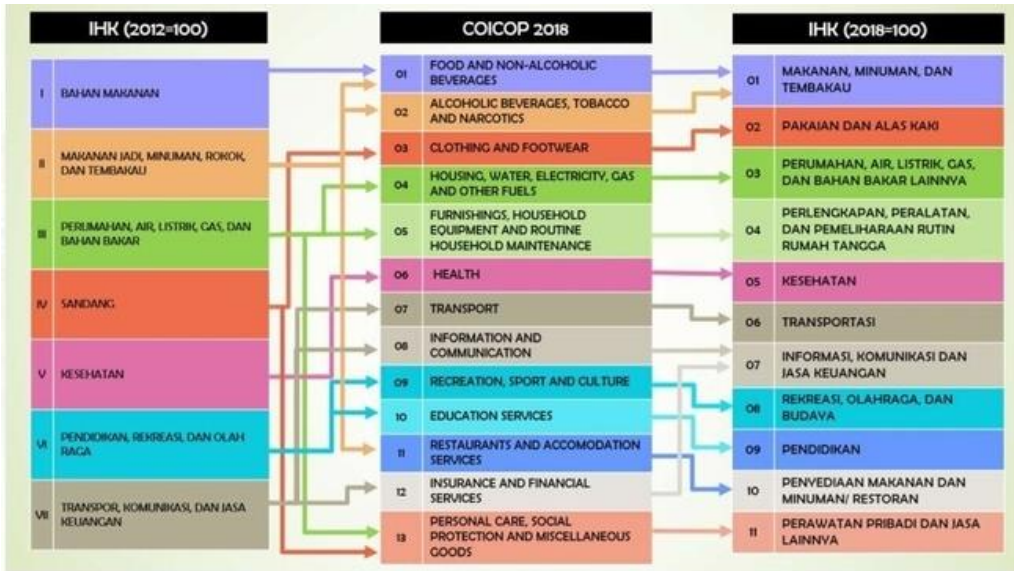 IHK (2012=100)
I
BAHAN MAKANAN
II
MAKANAN JADI, MINUMAN, ROKOK,
DAN TEMBAKAU
III
PERUMAHAN, AIR, LISTRIK, GAS, DAN
BAHAN BAKAR
IV
SANDANG
V
KESEHATAN
VI
PENDIDIKAN, REKREASI, DAN OLAH
RAGA
VII
TRANSPOR, KOMUNIKASI, DAN JASA
KEUANGAN
COICOP 2018
01
FOOD AND NON-ALCOHOLIC
BEVERAGES
02
ALCOHOLIC BEVERAGES, TOBACCO
AND NARCOTICS
03
CLOTHING AND FOOTWEAR
04
HOUSING, WATER, ELECTRICITY, GAS
AND OTHER FUELS
05
FURNISHINGS, HOUSEHOLD
EQUIPMENT AND ROUTINE
HOUSEHOLD MAINTENANCE
06
HEALTH
07
TRANSPORT
08
INFORMATION AND
COMMUNICATION
09
RECREATION, SPORT AND CULTURE
10
EDUCATION SERVICES
11
RESTAURANTS AND ACCOMODATION
SERVICES
12
INSURANCE AND FINANCIAL
SERVICES
13
PERSONAL CARE, SOCIAL
PROTECTION AND MISCELLANEOUS
GOODS
IHK (2018=100)
01
MAKANAN, MINUMAN, DAN
TEMBAKAU
02
PAKAIAN DAN ALAS KAKI
03
PERUMAHAN, AIR, LISTRIK, GAS,
DAN BAHAN BAKAR LAINNYA
04
PERLENGKAPAN, PERALATAN,
DAN PEMELIHARAAN RUTIN
RUMAH TANGGA
05
KESEHATAN
06
TRANSPORTASI
07
INFORMASI, KOMUNIKASI DAN
JASA KEUANGAN
08
REKREASI, OLAHRAGA, DAN
BUDAYA
09
PENDIDIKAN
10
PENYEDIAAN MAKANAN DAN
MINUMAN/ RESTORAN
11
PERAWATAN PRIBADI DAN JASA
LAINNYA